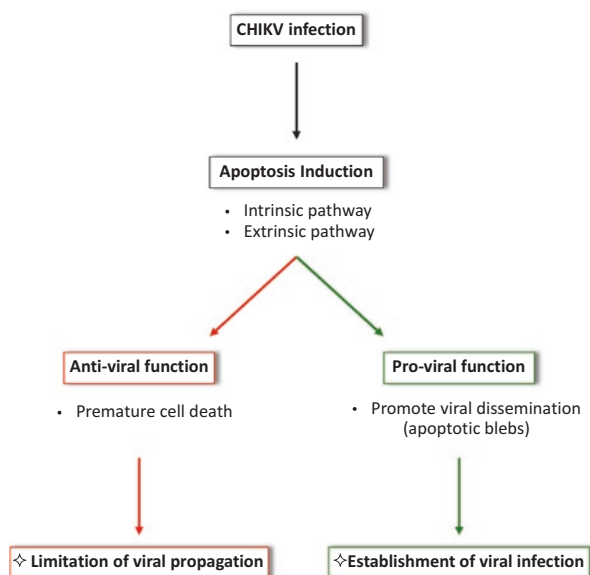 CHIKV infection
Apoptosis Induction
• Intrinsic pathway
• Extrinsic pathway
Anti-viral function
• Premature cell death
Pro-viral function
• Promote viral dissemination
(apoptotic blebs)
✧ Limitation of viral propagation
✧Establishment of viral infection